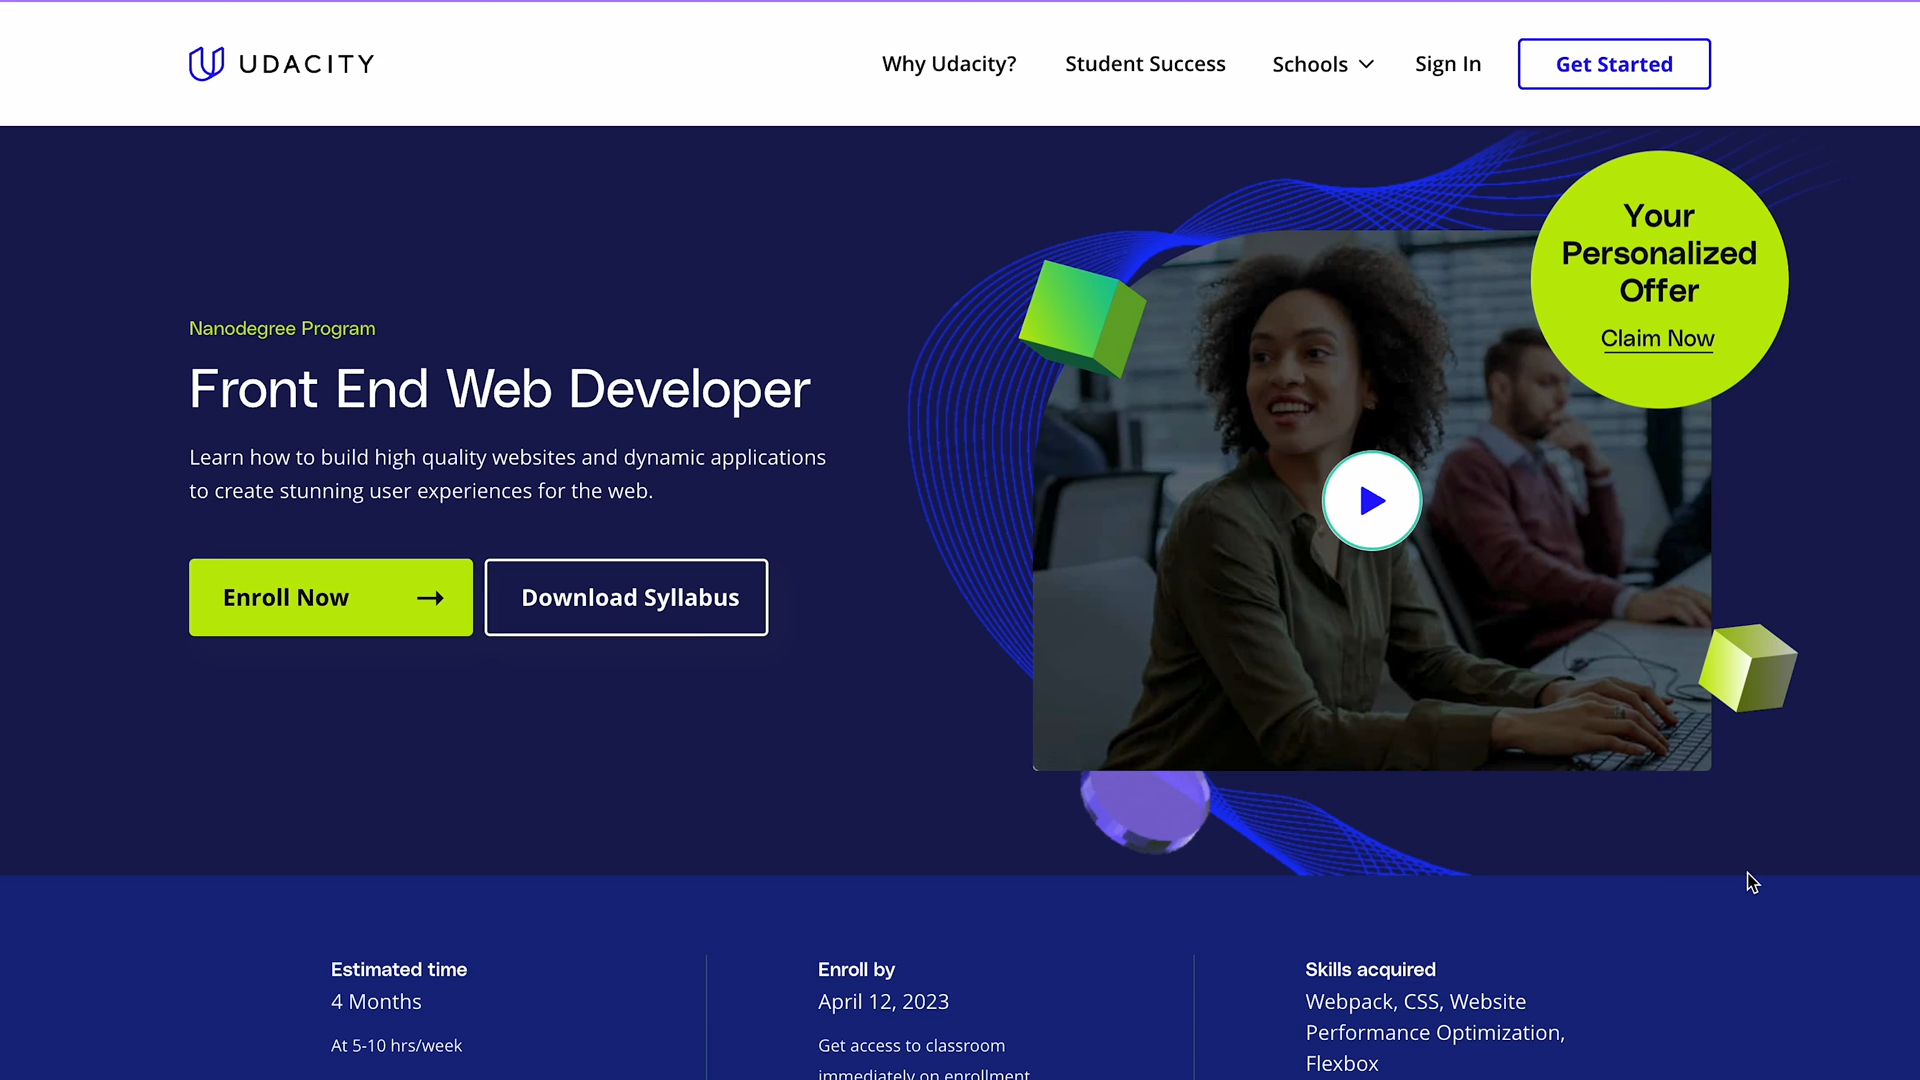 UDACITY
Why Udacity?
Student Success
Schools
Sign In
Get Started
Your
Personalized
Offer
Claim Now
Nanodegree Program
Front End Web Developer
Learn how to build high quality websites and dynamic applications
to create stunning user experiences for the web.
Enroll Now
Download Syllabus
Estimated time
4 Months
At 5-10 hrs/week
Enroll by
April 12, 2023
Get access to classroom
immediately on enrollment
Skills acquired
Webpack, CSS, Website
Performance Optimization,
Flexbox